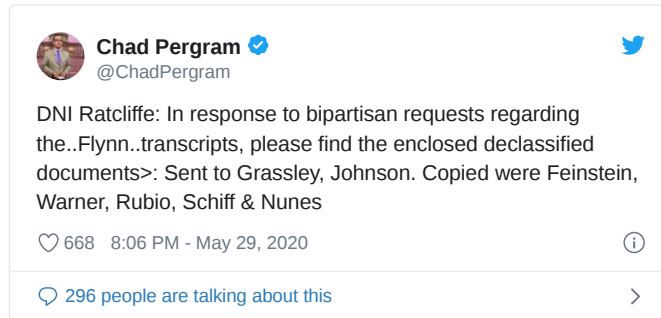 Chad Pergram
@ChadPergram
DNI Ratcliffe: In response to bipartisan requests regarding
the..Flynn..transcripts, please find the enclosed declassified
documents>: Sent to Grassley, Johnson. Copied were Feinstein,
Warner, Rubio, Schiff & Nunes
668 8:06 PM - May 29, 2020
296 people are talking about this